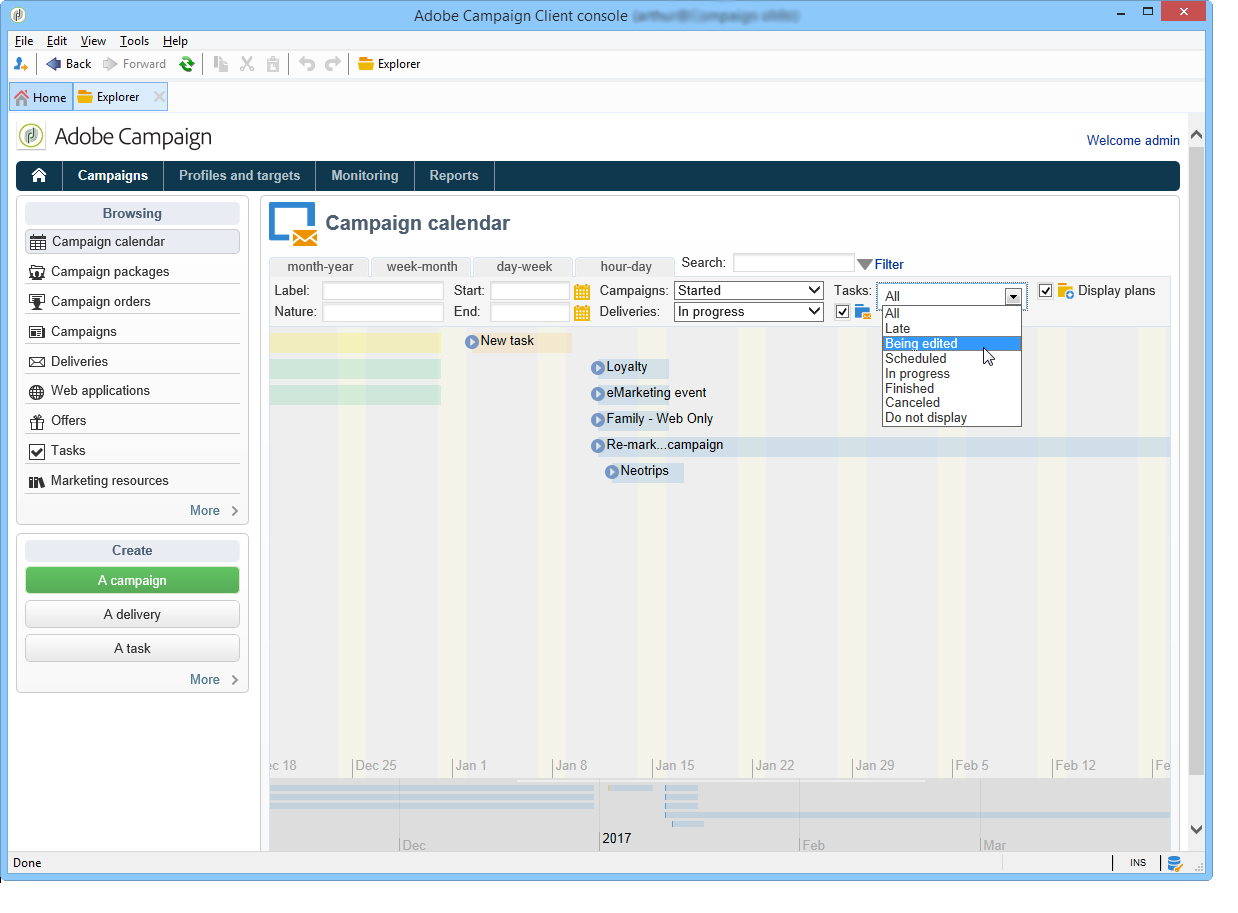 Adobe Campaign Client console
File Edit View Tools Help
Back Forward Explorer
Home Explorer
Adobe Campaign
Welcome admin
Campaigns Profiles and targets Monitoring Reports
Browsing
Campaign calendar
Campaign packages
Campaign orders
Campaigns
Deliveries
Web applications
Offers
Tasks
Marketing resources
More
Create
A campaign
A delivery
A task
More
Campaign calendar
month-year week-month day-week hour-day Search: Filter
Label: Start: Campaigns: Started Tasks: All Display plans
Nature: End: Deliveries: In progress
All
Late
Being edited
Scheduled
In progress
Finished
Canceled
Do not display
New task
Loyalty
eMarketing event
Family - Web Only
Re-mark...campaign
Neotrips
ec 18 Dec 25 Jan 1 Jan 8 Jan 15 Jan 22 Jan 29 Feb 5 Feb 12 Fe
Dec 2017 Feb Mar
Done INS